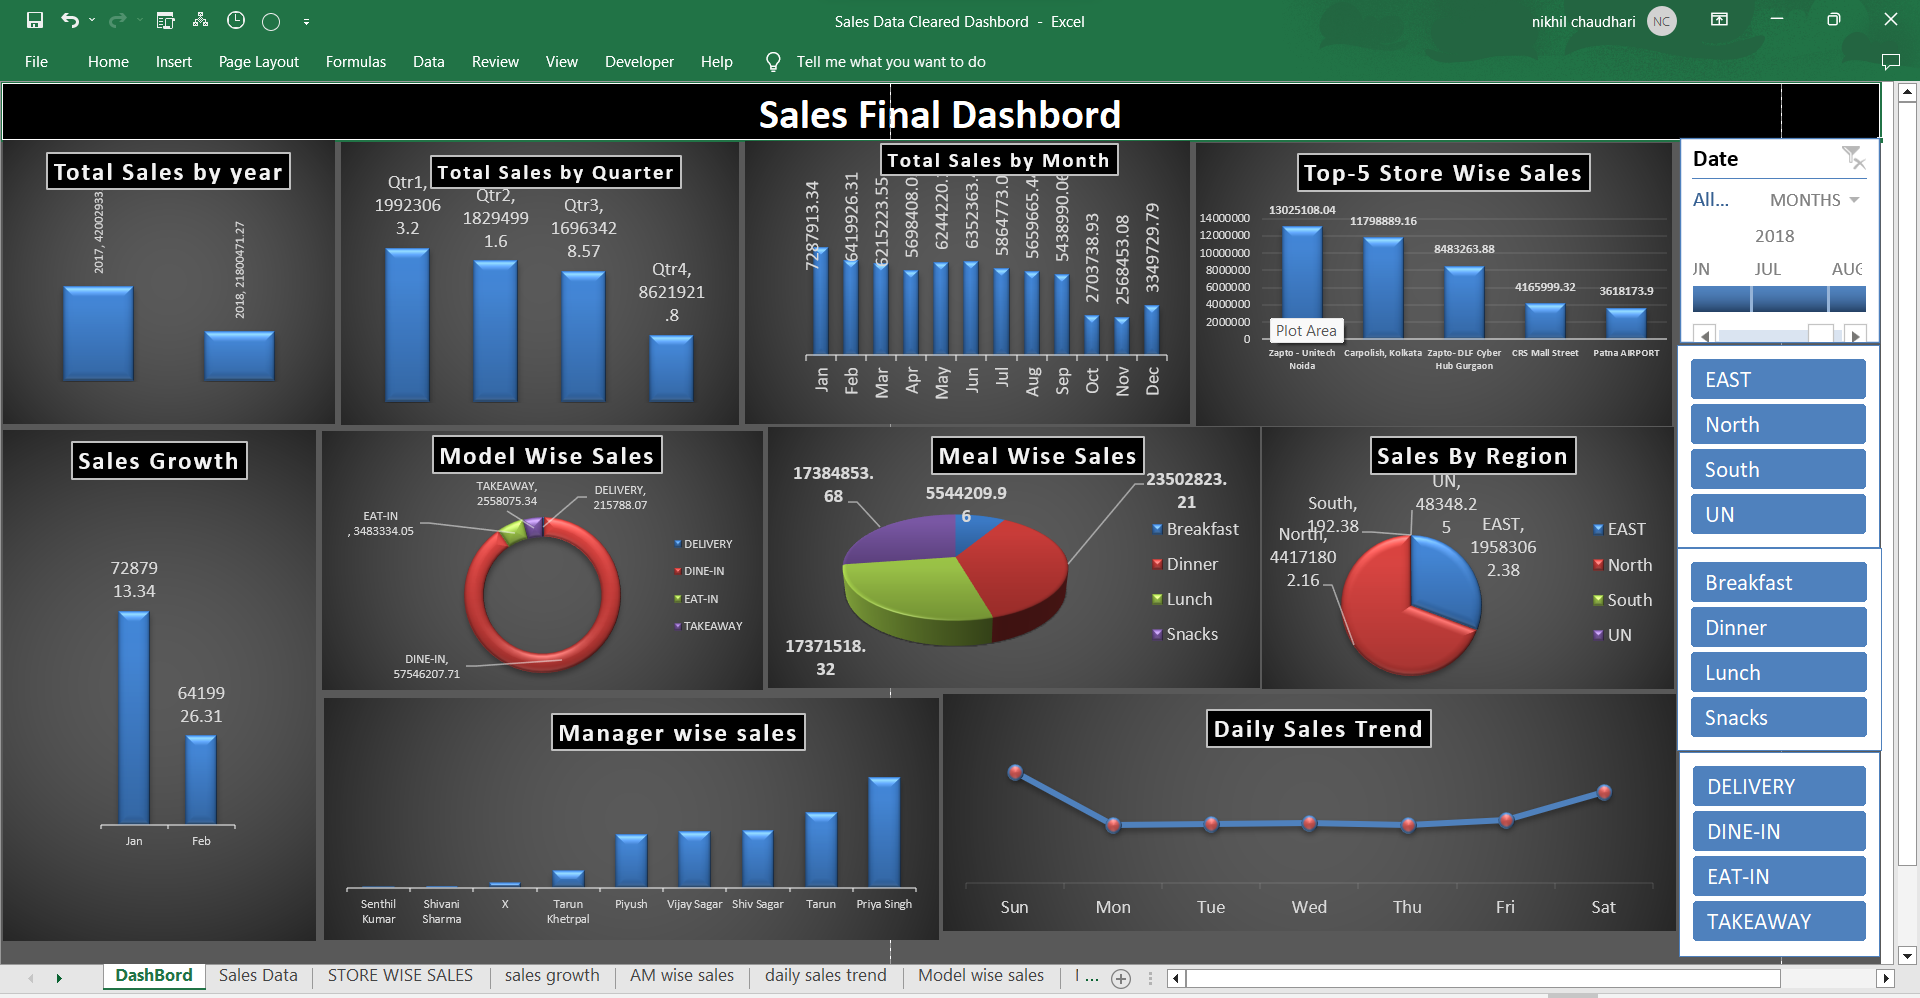 Sales Data Cleared Dashbord - Excel
nikhil chaudhari
NC
File Home Insert Page Layout Formulas Data Review View Developer Help Tell me what you want to do
Sales Final Dashbord
Total Sales by year
2017, 42002933
2018, 21800471.27
Total Sales by Quarter
Qtr1,
1992306
3.2
Qtr2,
1829499
1.6
Qtr3,
1696342
8.57
Qtr4,
8621921
.8
Total Sales by Month
7287913.34
6419926.31
6215223.55
5698408.0
6244220.
6352363.
5864773.0
5659665.4
5438990.06
2703738.93
2568453.08
3349729.79
Jan Feb Mar Apr May Jun Jul Aug Sep Oct Nov Dec
Top-5 Store Wise Sales
14000000
12000000
10000000
8000000
6000000
4000000
2000000
0
13025108.04
11798889.16
8483263.88
4165999.32
3618173.9
Plot Area
Zapto - Unitech
Noida
Carpolish, Kolkata
Zapto- DLF Cyber
Hub Gurgaon
CRS Mall Street
Patna AIRPORT
Date
All...
MONTHS
2018
JN JUL AUG
EAST
North
South
UN
Breakfast
Dinner
Lunch
Snacks
DELIVERY
DINE-IN
EAT-IN
TAKEAWAY
Sales Growth
72879
13.34
64199
26.31
Jan Feb
Model Wise Sales
TAKEAWAY,
2558075.34
DELIVERY,
215788.07
EAT-IN
, 3483334.05
DINE-IN,
57546207.71
DELIVERY
DINE-IN
EAT-IN
TAKEAWAY
Meal Wise Sales
17384853.
68
5544209.9
6
23502823.
21
17371518.
32
Breakfast
Dinner
Lunch
Snacks
Sales By Region
UN,
48348.2
5
South,
192.38
North,
4417180
2.16
EAST,
1958306
2.38
EAST
North
South
UN
Manager wise sales
Senthil
Kumar
Shivani
Sharma
X
Tarun
Khetrpal
Piyush
Vijay Sagar
Shiv Sagar
Tarun
Priya Singh
Daily Sales Trend
Sun Mon Tue Wed Thu Fri Sat
DashBord Sales Data STORE WISE SALES sales growth AM wise sales daily sales trend Model wise sales ...